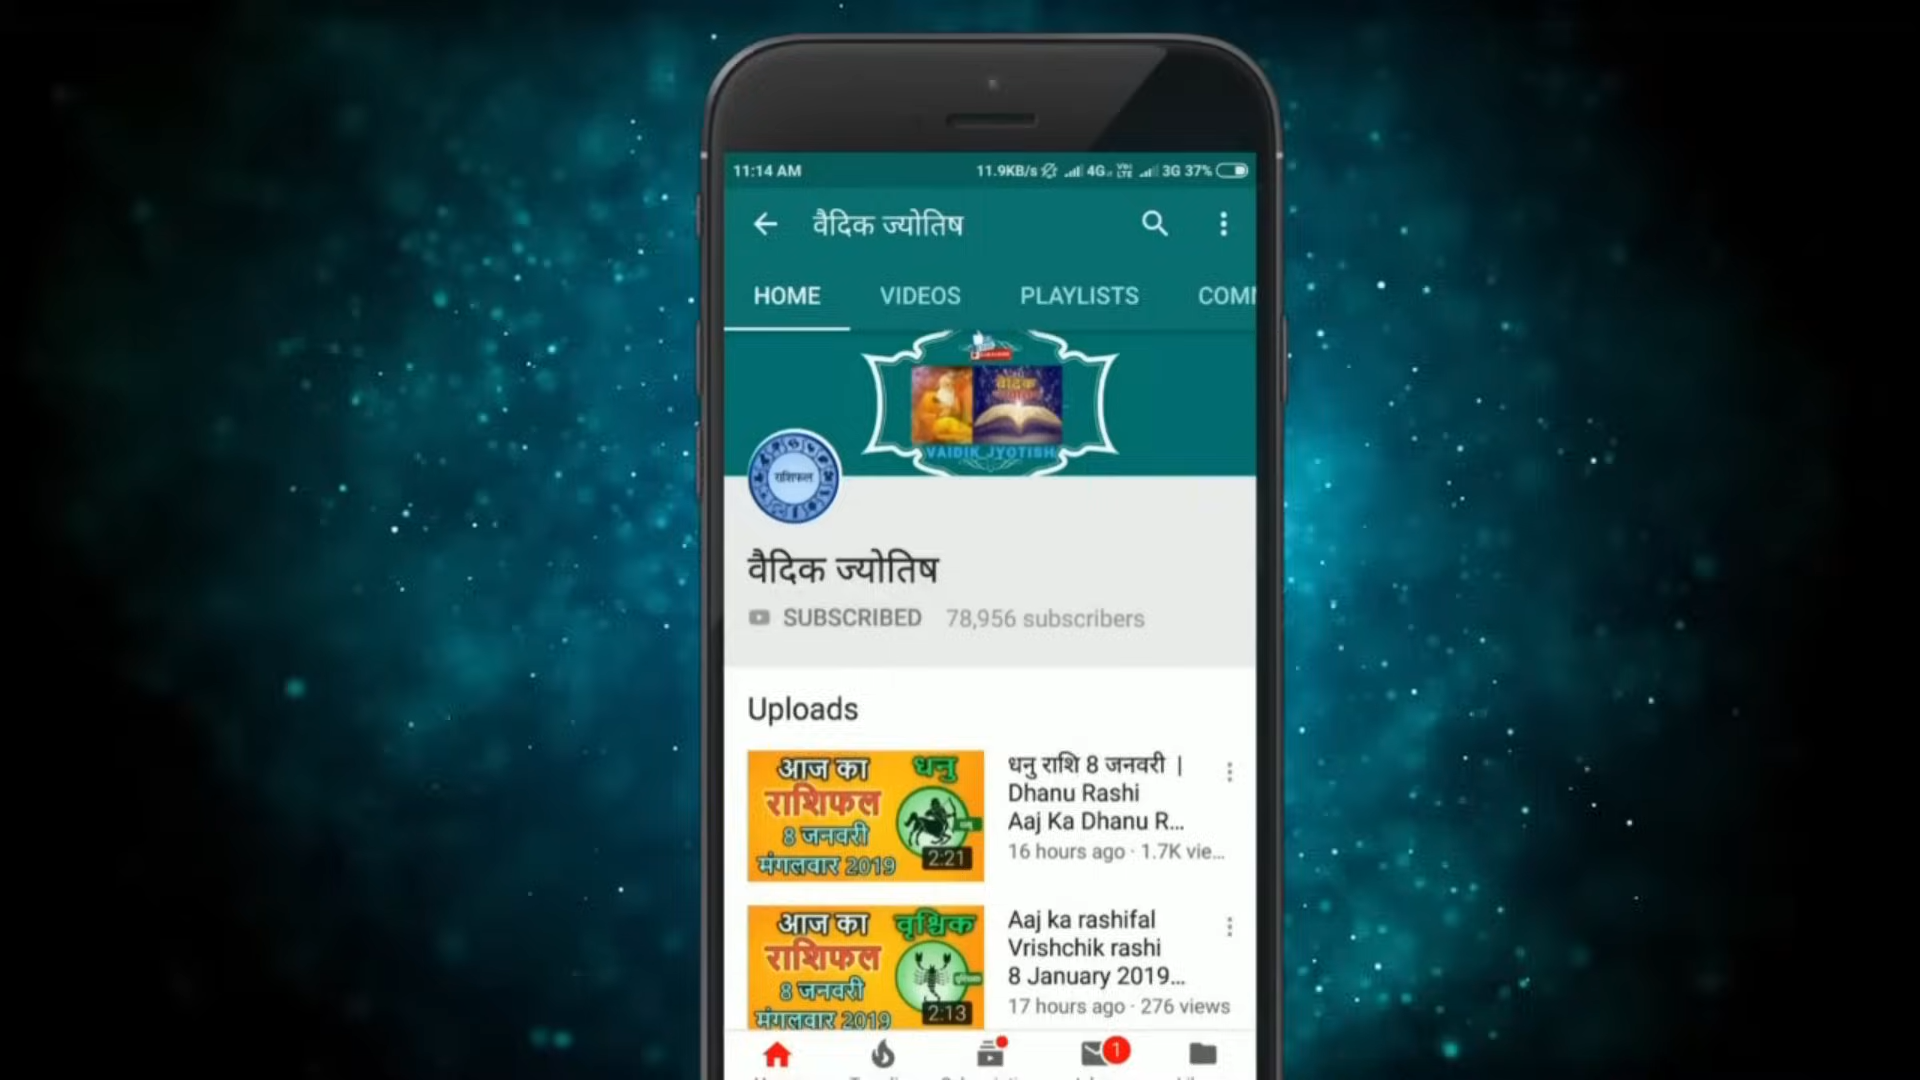 11:14 AM 11.9KB/s 4G VoLTE 3G 37%
वैदिक ज्योतिष
HOME VIDEOS PLAYLISTS COMM
वैदिक
VAIDIK JYOTISH
राशिफल
वैदिक ज्योतिष
SUBSCRIBED 78,956 subscribers
Uploads
आज का धनु
राशिफल
8 जनवरी
मंगलवार 2019
2:21
धनु राशि 8 जनवरी |
Dhanu Rashi
Aaj Ka Dhanu R...
16 hours ago · 1.7K vie...
आज का वृश्चिक
राशिफल
8 जनवरी
मंगलवार 2019
2:13
Aaj ka rashifal
Vrishchik rashi
8 January 2019...
17 hours ago · 276 views
1